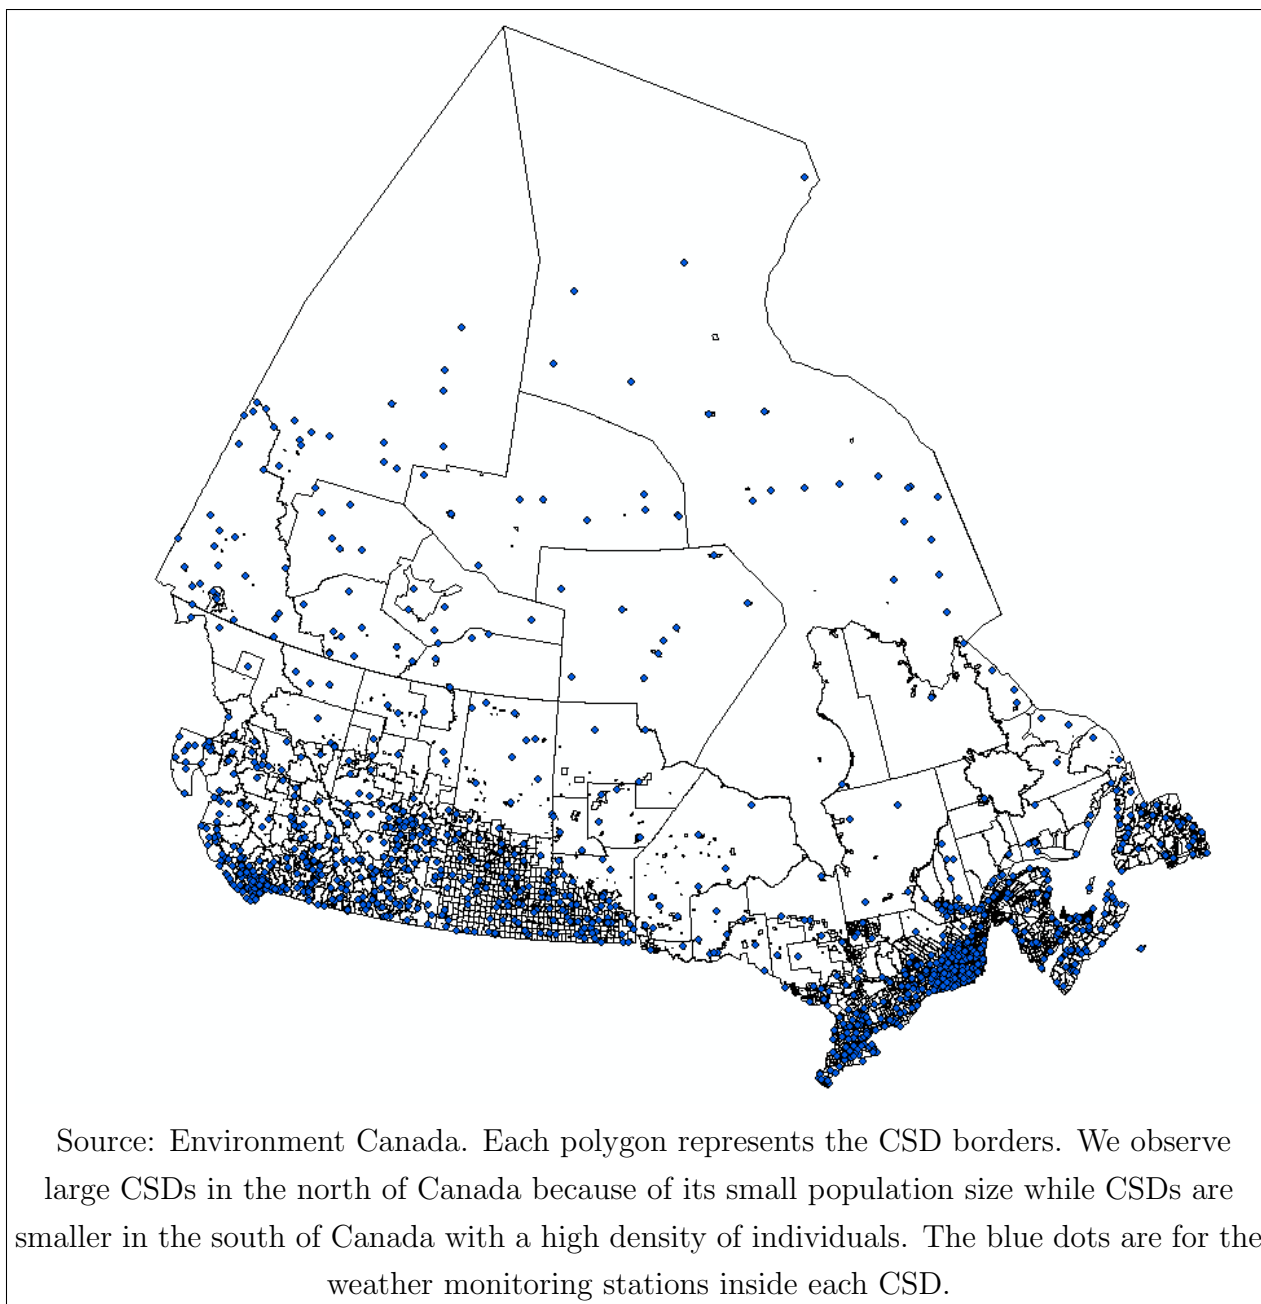 Source: Environment Canada. Each polygon represents the CSD borders. We observe
large CSDs in the north of Canada because of its small population size while CSDs are
smaller in the south of Canada with a high density of individuals. The blue dots are for the
weather monitoring stations inside each CSD.